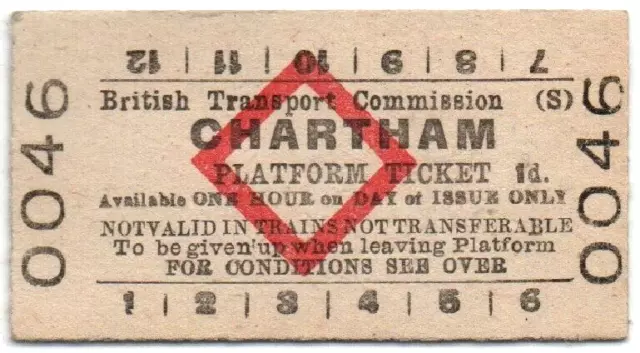 12 | 11 | 10 | 9 | 8 | 7
British Transport Commission (S)
CHARTHAM
PLATFORM TICKET 1d.
Available ONE HOUR on DAY of ISSUE ONLY
NOT VALID IN TRAINS NOT TRANSFERABLE
To be given up when leaving Platform
FOR CONDITIONS SEE OVER
1 | 2 | 3 | 4 | 5 | 6
0046
0046